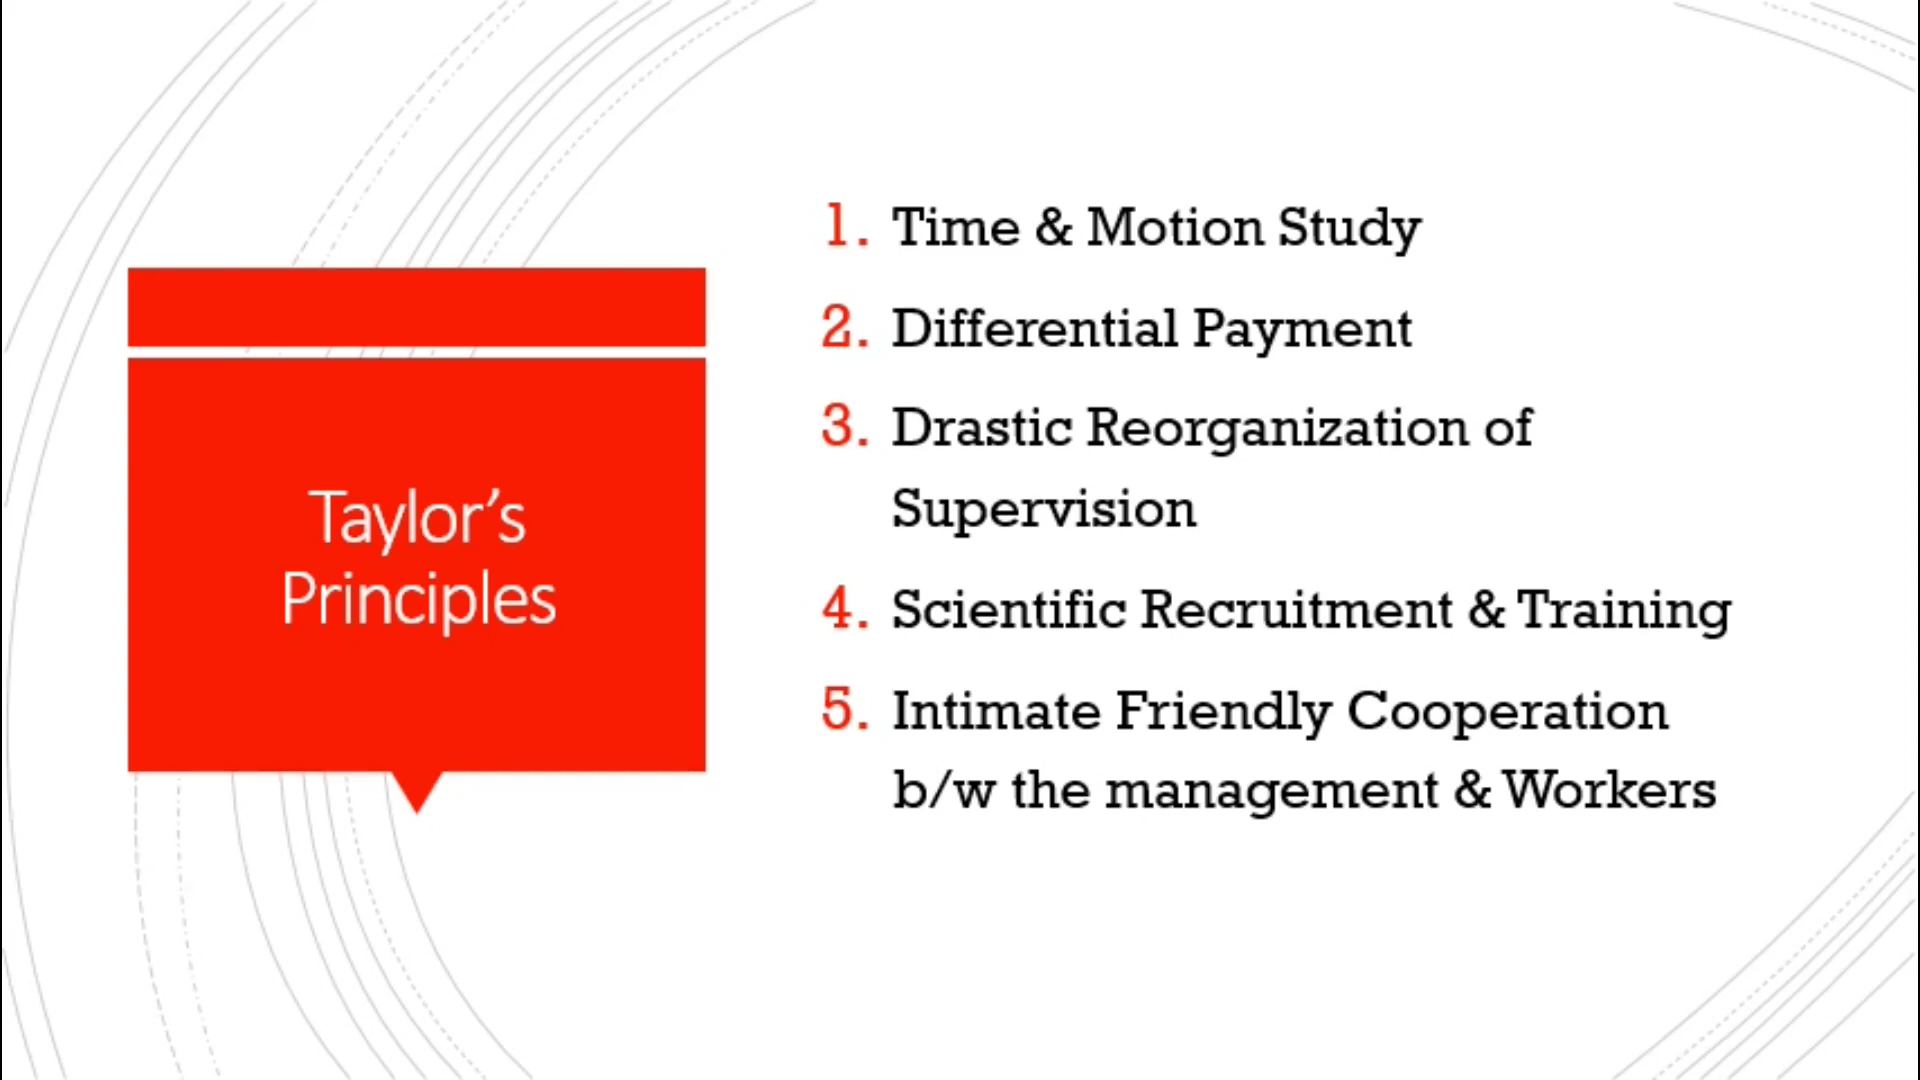 Taylor’s
Principles
1. Time & Motion Study
2. Differential Payment
3. Drastic Reorganization of
Supervision
4. Scientific Recruitment & Training
5. Intimate Friendly Cooperation
b/w the management & Workers